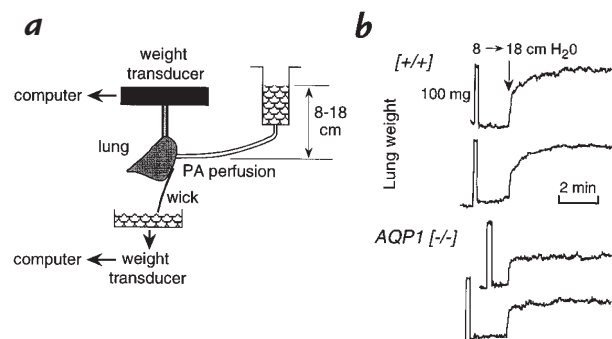 a
weight
transducer
computer
lung
8-18
cm
PA perfusion
wick
computer
weight
transducer
b
[+/+]
8 → 18 cm H20
100 mg
Lung weight
2 min
AQP1 [-/-]